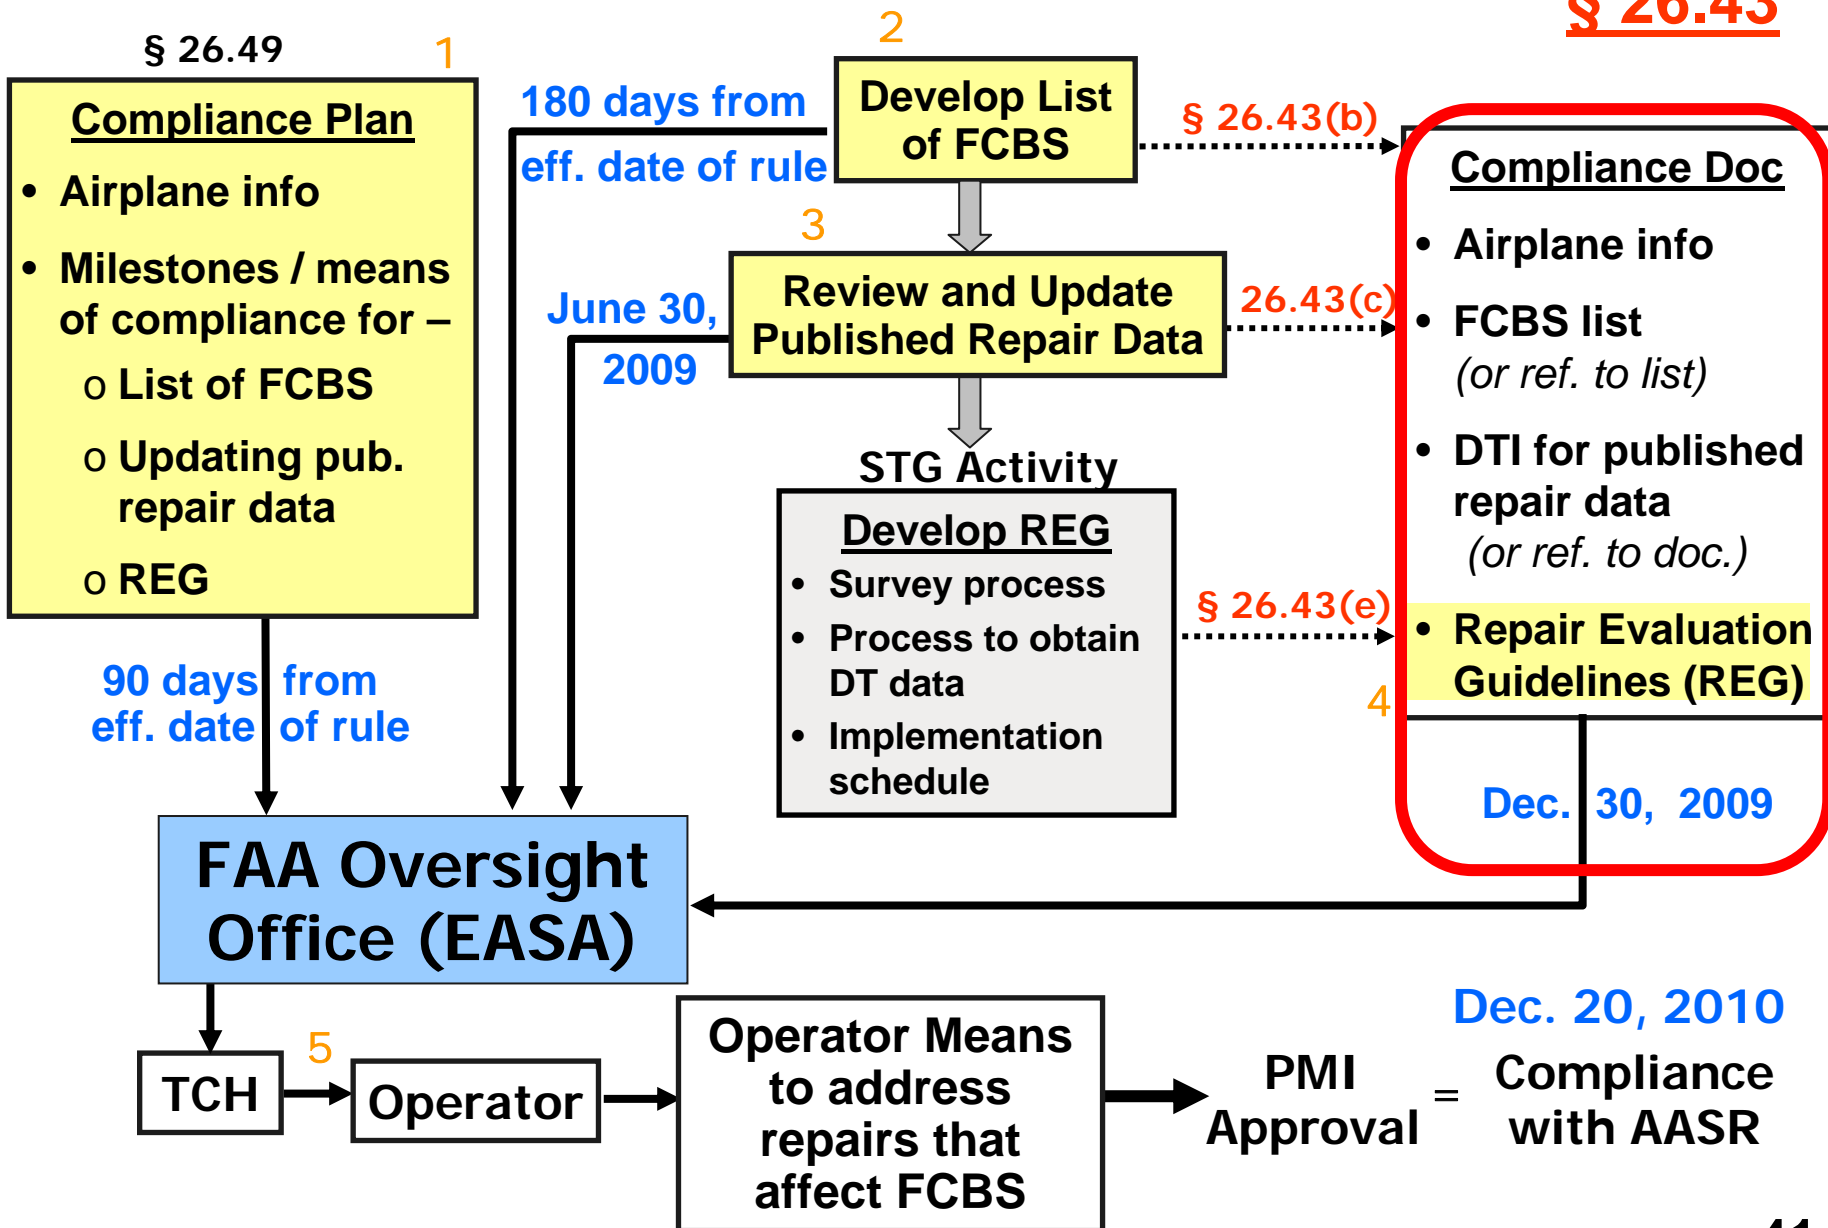 § 26.43
§ 26.49
1
Compliance Plan
• Airplane info
• Milestones / means
of compliance for –
o List of FCBS
o Updating pub.
repair data
o REG
90 days from
eff. date of rule
180 days from
eff. date of rule
2
Develop List
of FCBS
§ 26.43(b)
3
Review and Update
Published Repair Data
June 30,
2009
26.43(c)
STG Activity
Develop REG
• Survey process
• Process to obtain
DT data
• Implementation
schedule
§ 26.43(e)
Compliance Doc
• Airplane info
• FCBS list
(or ref. to list)
• DTI for published
repair data
(or ref. to doc.)
• Repair Evaluation
Guidelines (REG)
4
Dec. 30, 2009
FAA Oversight
Office (EASA)
TCH
5
Operator
Operator Means
to address
repairs that
affect FCBS
PMI
Approval
=
Dec. 20, 2010
Compliance
with AASR
41